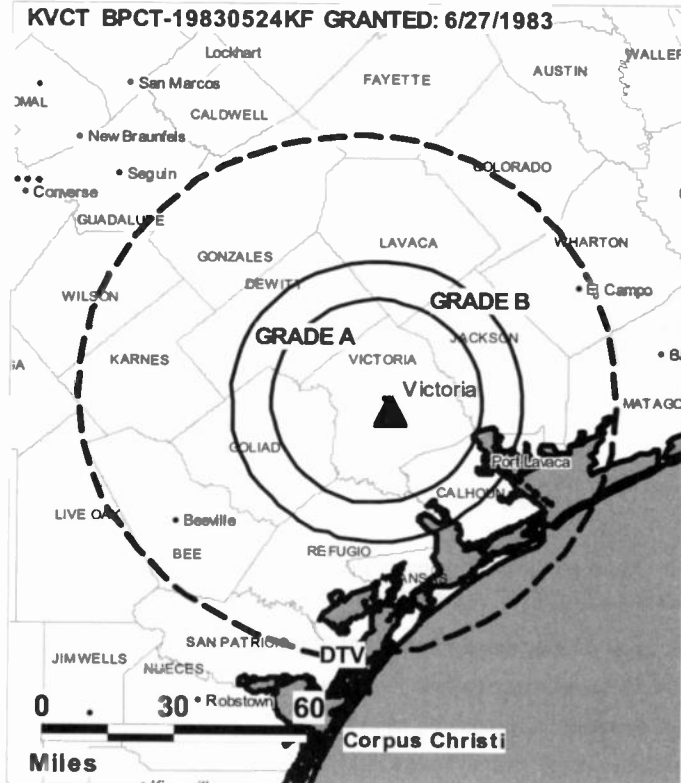 KVCT BPCT-19830524KF GRANTED: 6/27/1983
Lockhart
WALLER
AUSTIN
San Marcos
FAYETTE
CALDWELL
New Braunfels
Seguin
COLORADO
Converse
GUADALUPE
LAVACA
WHARTON
GONZALES
DEWITT
WILSON
El Campo
GRADE B
GRADE A
JACKSON
KARNES
VICTORIA
Victoria
MATAGO
GOLIAD
Port Lavaca
CALHOUN
LIVE OAK
Beeville
BEE
REFUGIO
ARANSAS
SAN PATRICIO
DTV
JIM WELLS
NUECES
Robstown
0 30 60
Miles
Corpus Christi